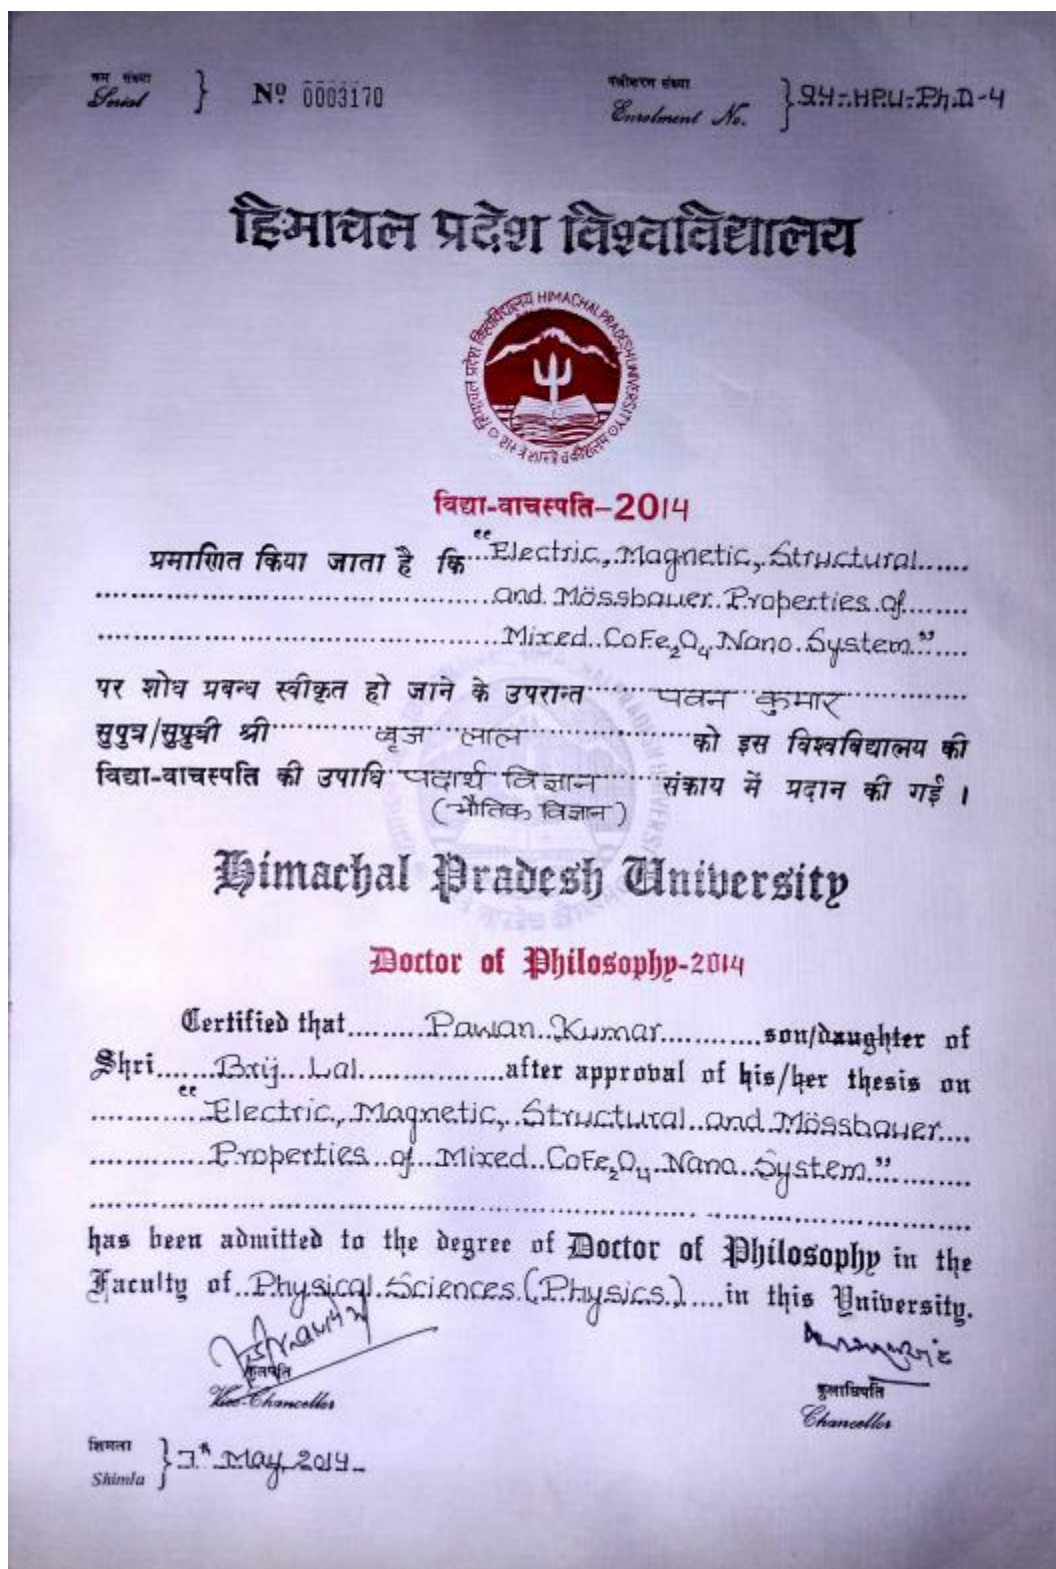 क्रम संख्या
Serial } Nº 0003170
पंजीकरण संख्या
Enrolment No. } 94-HPU-Ph.D-4
हिमाचल प्रदेश विश्वविद्यालय
हिमाचल प्रदेश विश्वविद्यालय HIMACHAL PRADESH UNIVERSITY
विद्या-वाचस्पति–2014
प्रमाणित किया जाता है कि “Electric, Magnetic, Structural
and Mössbauer Properties of
Mixed CoFe₂O₄ Nano System”
पर शोध प्रबन्ध स्वीकृत हो जाने के उपरान्त पवन कुमार
सुपुत्र/सुपुत्री श्री बृज लाल को इस विश्वविद्यालय की
विद्या-वाचस्पति की उपाधि पदार्थ विज्ञान संकाय में प्रदान की गई ।
(भौतिक विज्ञान)
Himachal Pradesh University
Doctor of Philosophy-2014
Certified that Pawan Kumar son/daughter of
Shri Brij Lal after approval of his/her thesis on
“Electric, Magnetic, Structural and Mössbauer
Properties of Mixed CoFe₂O₄ Nano System”
has been admitted to the degree of Doctor of Philosophy in the
Faculty of Physical Sciences (Physics) in this University.
कुलपति
Vice-Chancellor
कुलाधिपति
Chancellor
शिमला
Shimla } 7th May, 2014